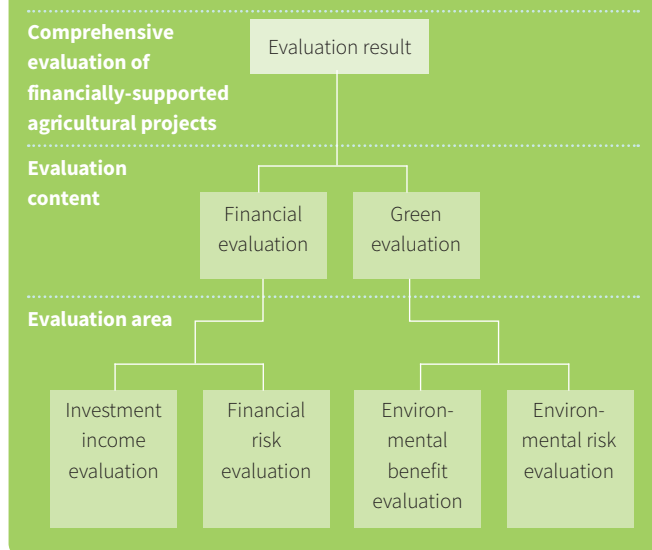 Comprehensive
evaluation of
financially-supported
agricultural projects
Evaluation result
Evaluation
content
Financial
evaluation
Green
evaluation
Evaluation area
Investment
income
evaluation
Financial
risk
evaluation
Environ-
mental
benefit
evaluation
Environ-
mental risk
evaluation